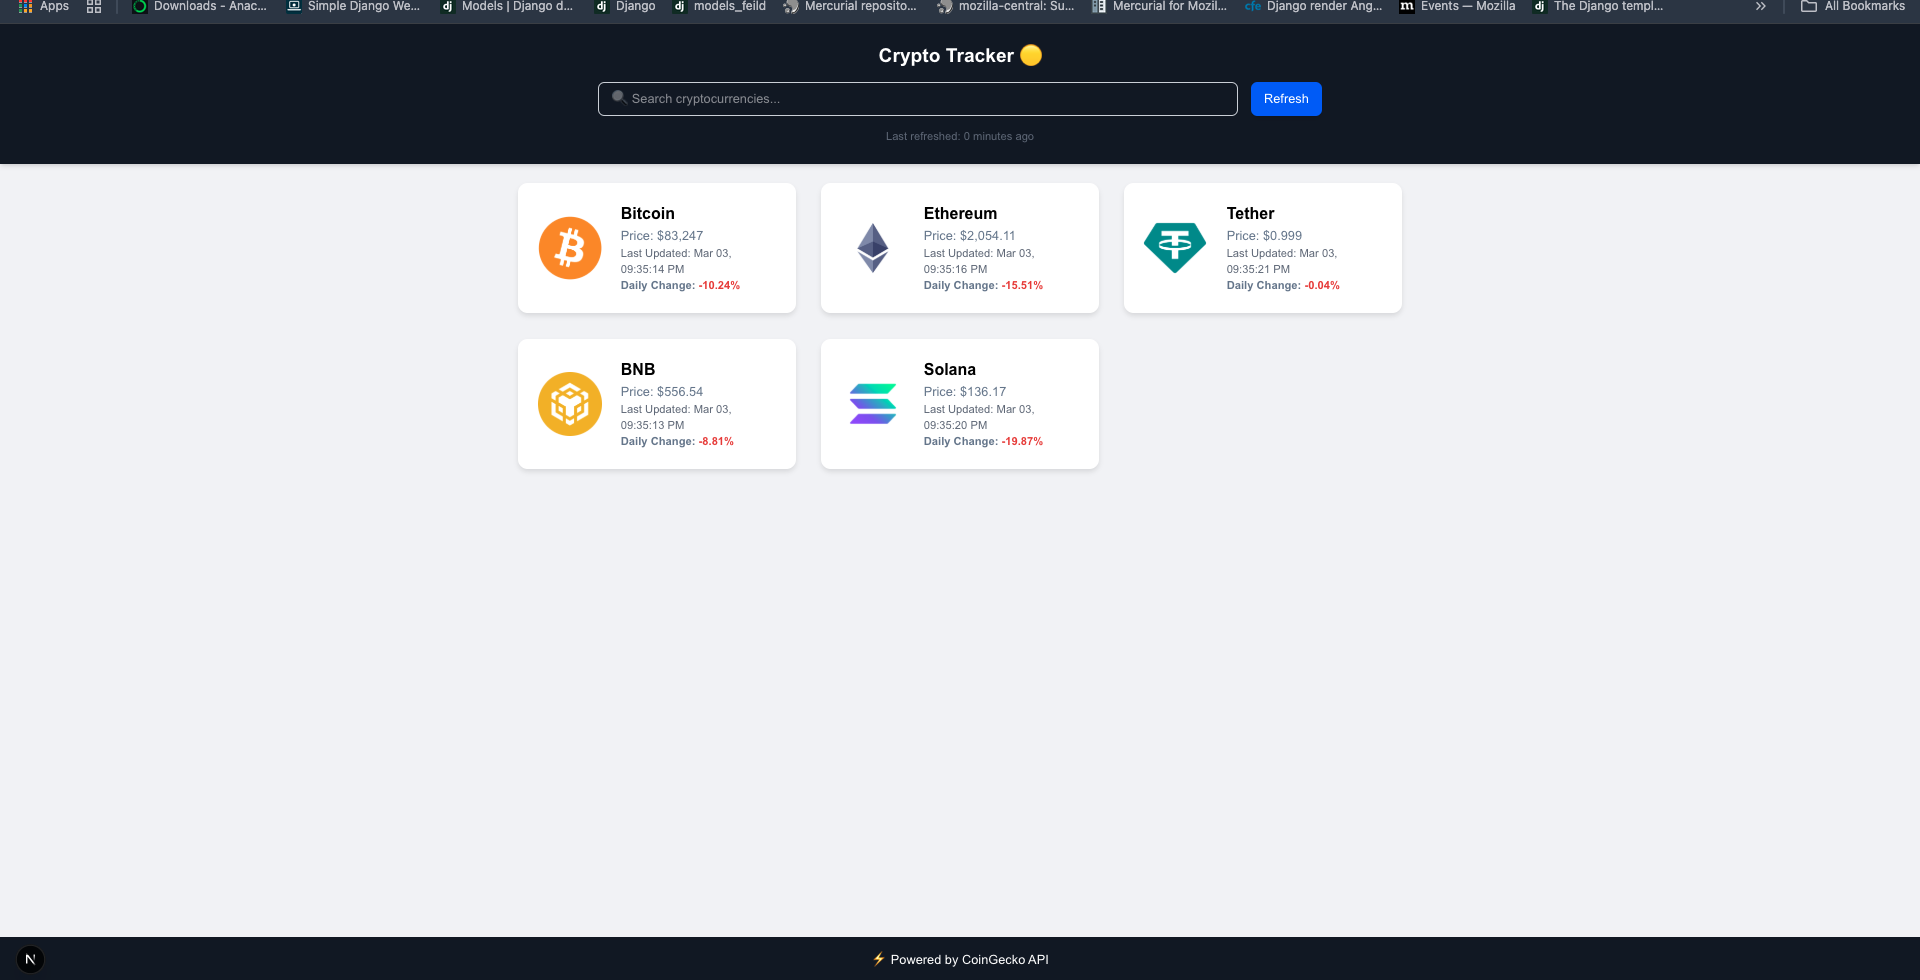 Apps
Downloads - Anac...
Simple Django We...
dj Models | Django d...
dj Django
dj models_feild
Mercurial reposito...
mozilla-central: Su...
Mercurial for Mozil...
cfe Django render Ang...
m Events — Mozilla
dj The Django templ...
»
All Bookmarks
Crypto Tracker
Search cryptocurrencies...
Refresh
Last refreshed: 0 minutes ago
Bitcoin
Price: $83,247
Last Updated: Mar 03,
09:35:14 PM
Daily Change: -10.24%
Ethereum
Price: $2,054.11
Last Updated: Mar 03,
09:35:16 PM
Daily Change: -15.51%
Tether
Price: $0.999
Last Updated: Mar 03,
09:35:21 PM
Daily Change: -0.04%
BNB
Price: $556.54
Last Updated: Mar 03,
09:35:13 PM
Daily Change: -8.81%
Solana
Price: $136.17
Last Updated: Mar 03,
09:35:20 PM
Daily Change: -19.87%
N
⚡ Powered by CoinGecko API